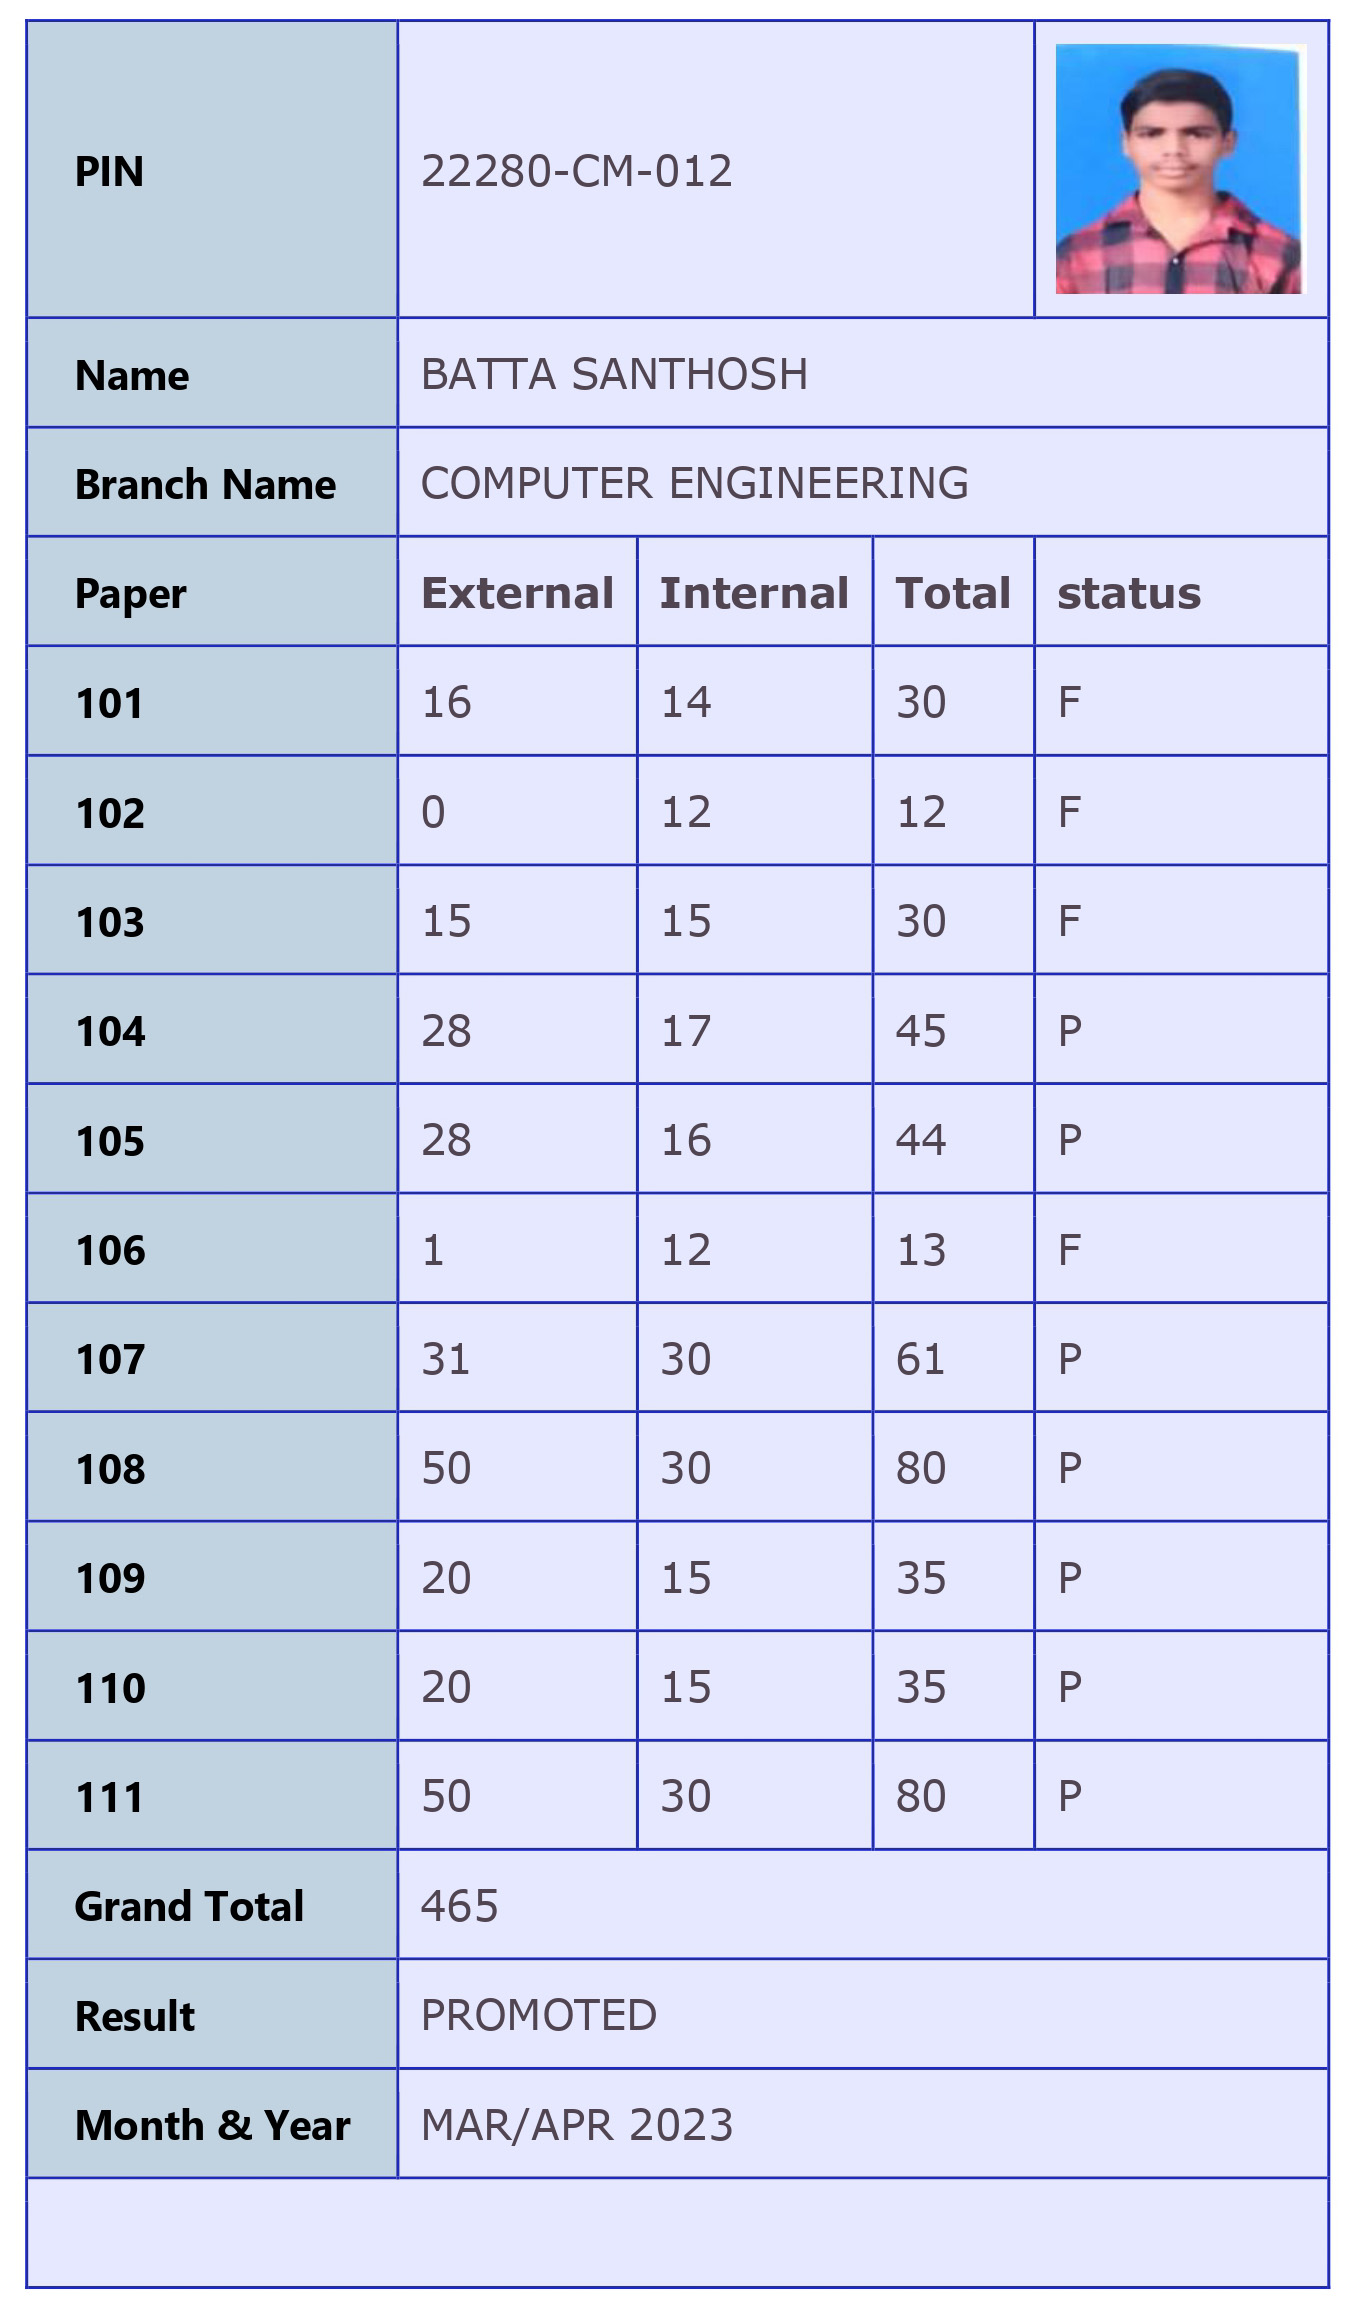 PIN 22280-CM-012
Name BATTA SANTHOSH
Branch Name COMPUTER ENGINEERING
Paper External Internal Total status
101 16 14 30 F
102 0 12 12 F
103 15 15 30 F
104 28 17 45 P
105 28 16 44 P
106 1 12 13 F
107 31 30 61 P
108 50 30 80 P
109 20 15 35 P
110 20 15 35 P
111 50 30 80 P
Grand Total 465
Result PROMOTED
Month & Year MAR/APR 2023